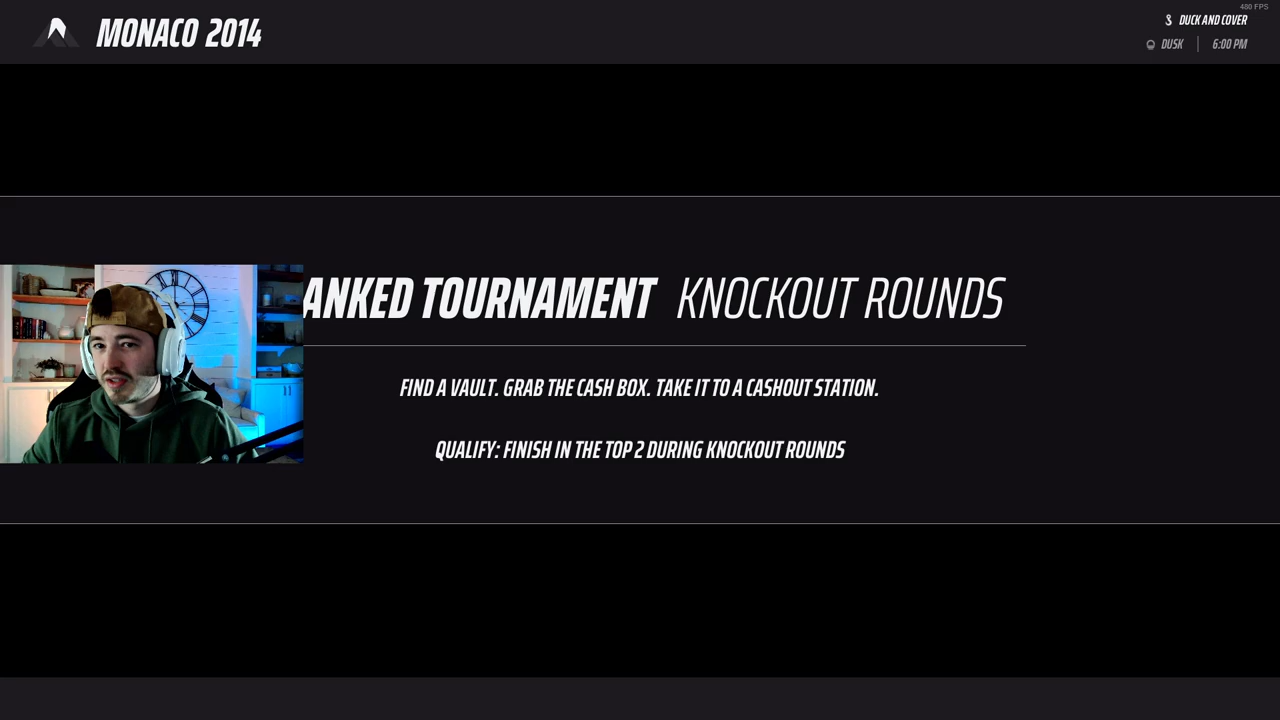 MONACO 2014
480 FPS
DUCK AND COVER
DUSK
6:00 PM
ANKED TOURNAMENT KNOCKOUT ROUNDS
FIND A VAULT. GRAB THE CASH BOX. TAKE IT TO A CASHOUT STATION.
QUALIFY: FINISH IN THE TOP 2 DURING KNOCKOUT ROUNDS